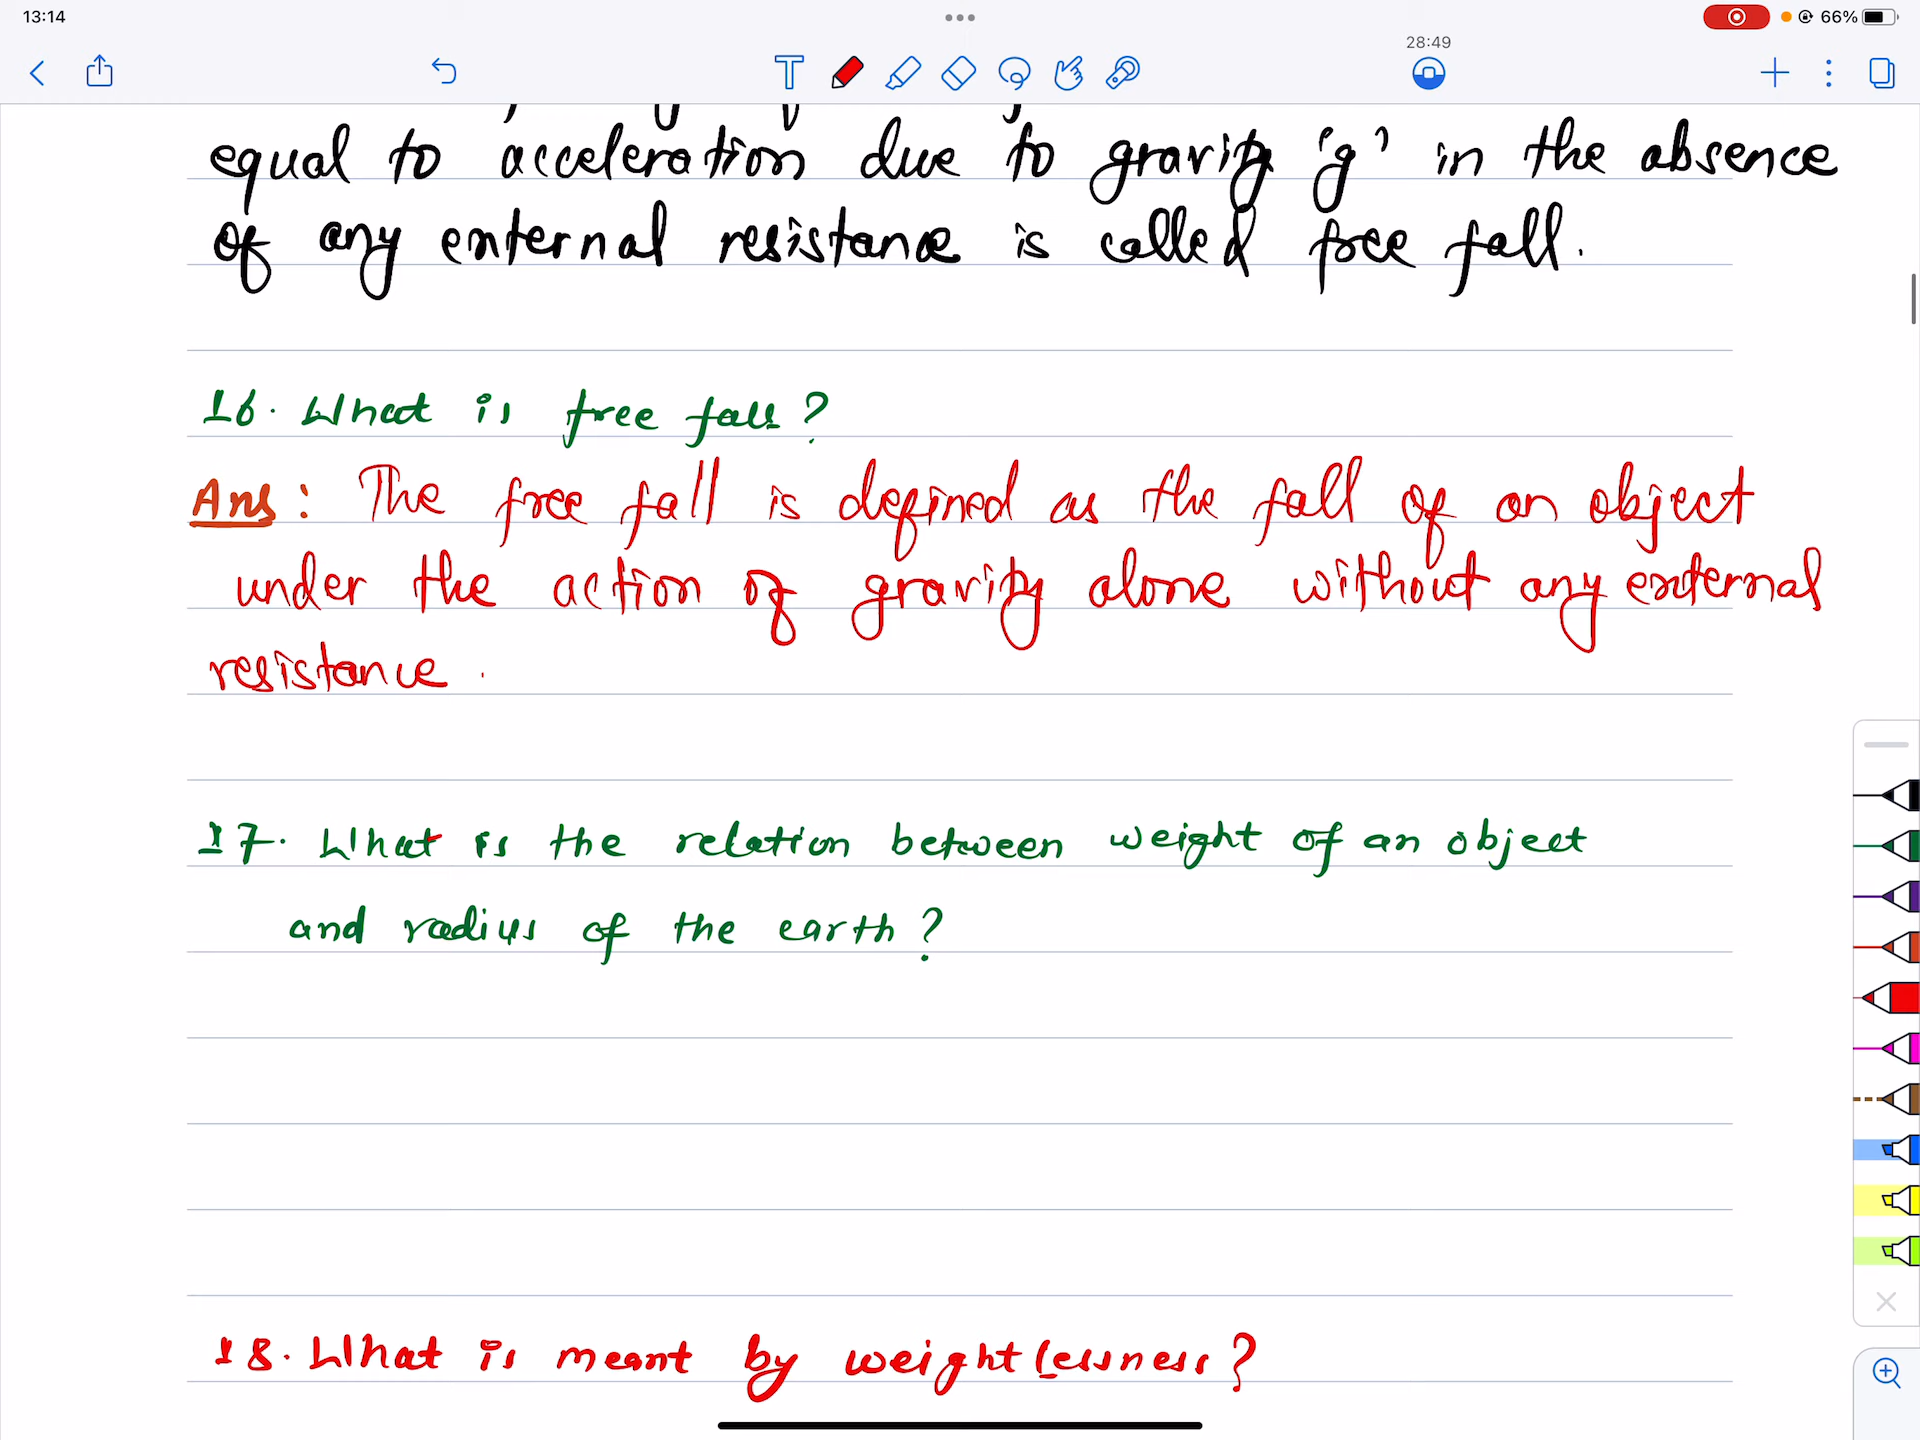 13:14
66%
28:49
equal to acceleration due to gravity 'g' in the absence
of any external resistance is called free fall.
16. What is free fall?
Ans: The free fall is defined as the fall of an object
under the action of gravity alone without any external
resistance.
17. What is the relation between weight of an object
and radius of the earth?
18. What is meant by weightlessness?